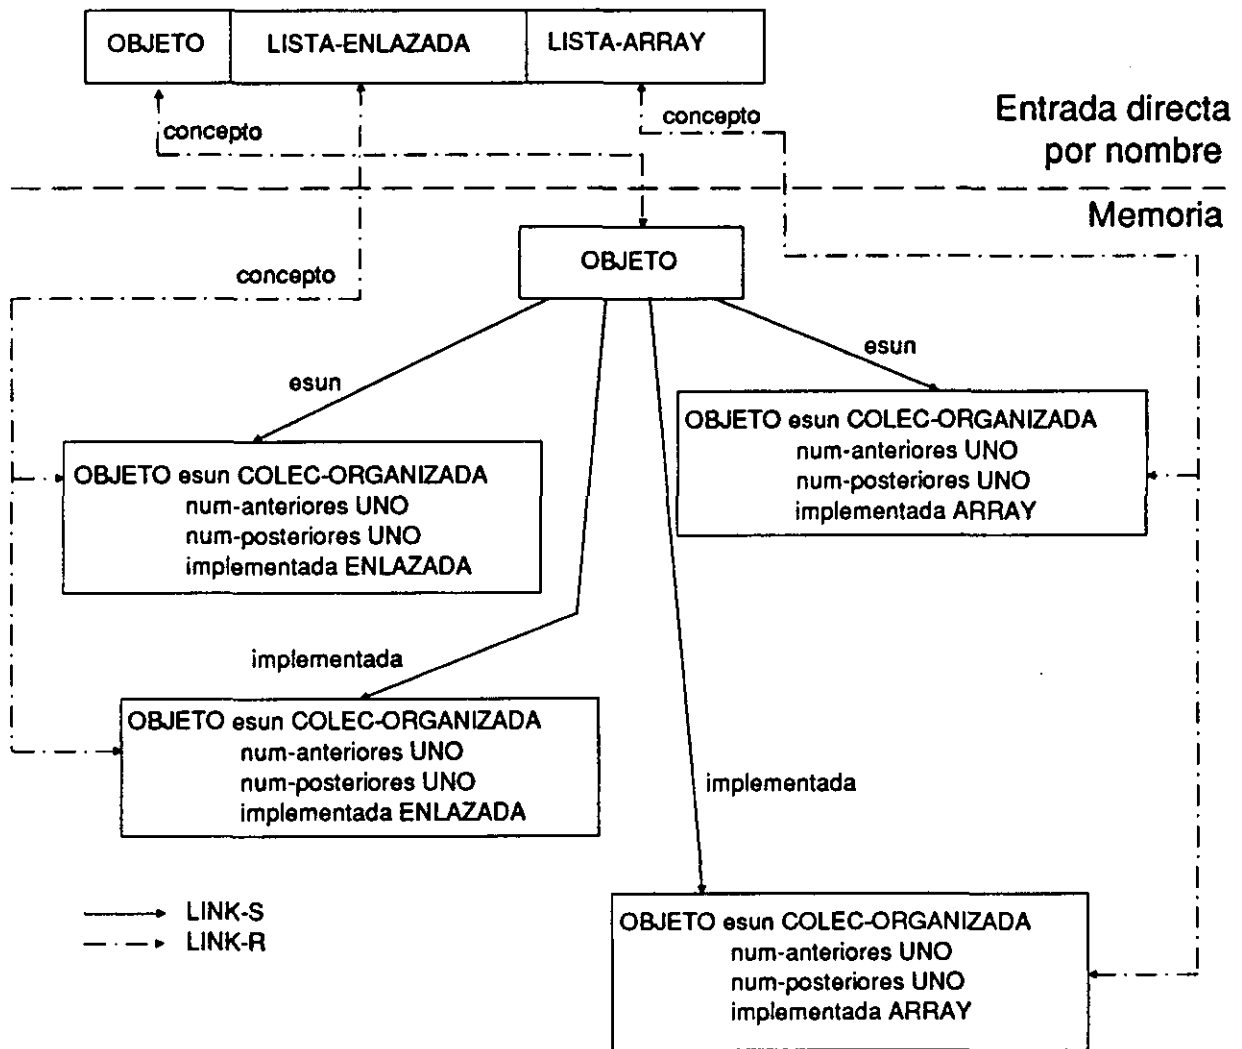 OBJETO LISTA-ENLAZADA LISTA-ARRAY
concepto
concepto
Entrada directa
por nombre
Memoria
OBJETO
concepto
esun
esun
OBJETO esun COLEC-ORGANIZADA
num-anteriores UNO
num-posteriores UNO
implementada ARRAY
OBJETO esun COLEC-ORGANIZADA
num-anteriores UNO
num-posteriores UNO
implementada ENLAZADA
implementada
OBJETO esun COLEC-ORGANIZADA
num-anteriores UNO
num-posteriores UNO
implementada ENLAZADA
implementada
LINK-S
LINK-R
OBJETO esun COLEC-ORGANIZADA
num-anteriores UNO
num-posteriores UNO
implementada ARRAY